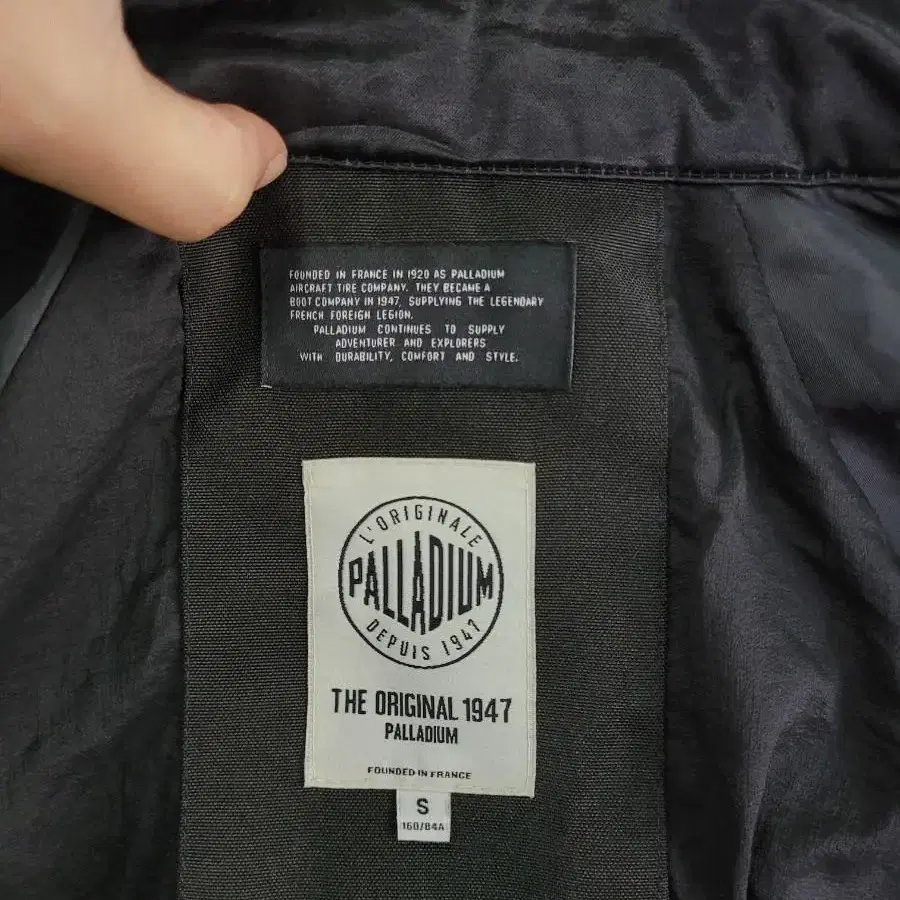 FOUNDED IN FRANCE IN 1920 AS PALLADIUM
AIRCRAFT TIRE COMPANY. THEY BECAME A
BOOT COMPANY IN 1947, SUPPLYING THE LEGENDARY
FRENCH FOREIGN LEGION.
PALLADIUM CONTINUES TO SUPPLY
ADVENTURER AND EXPLORERS
WITH DURABILITY, COMFORT AND STYLE.
L'ORIGINALE
PALLADIUM
DEPUIS 1947
THE ORIGINAL 1947
PALLADIUM
FOUNDED IN FRANCE
S
160/84A